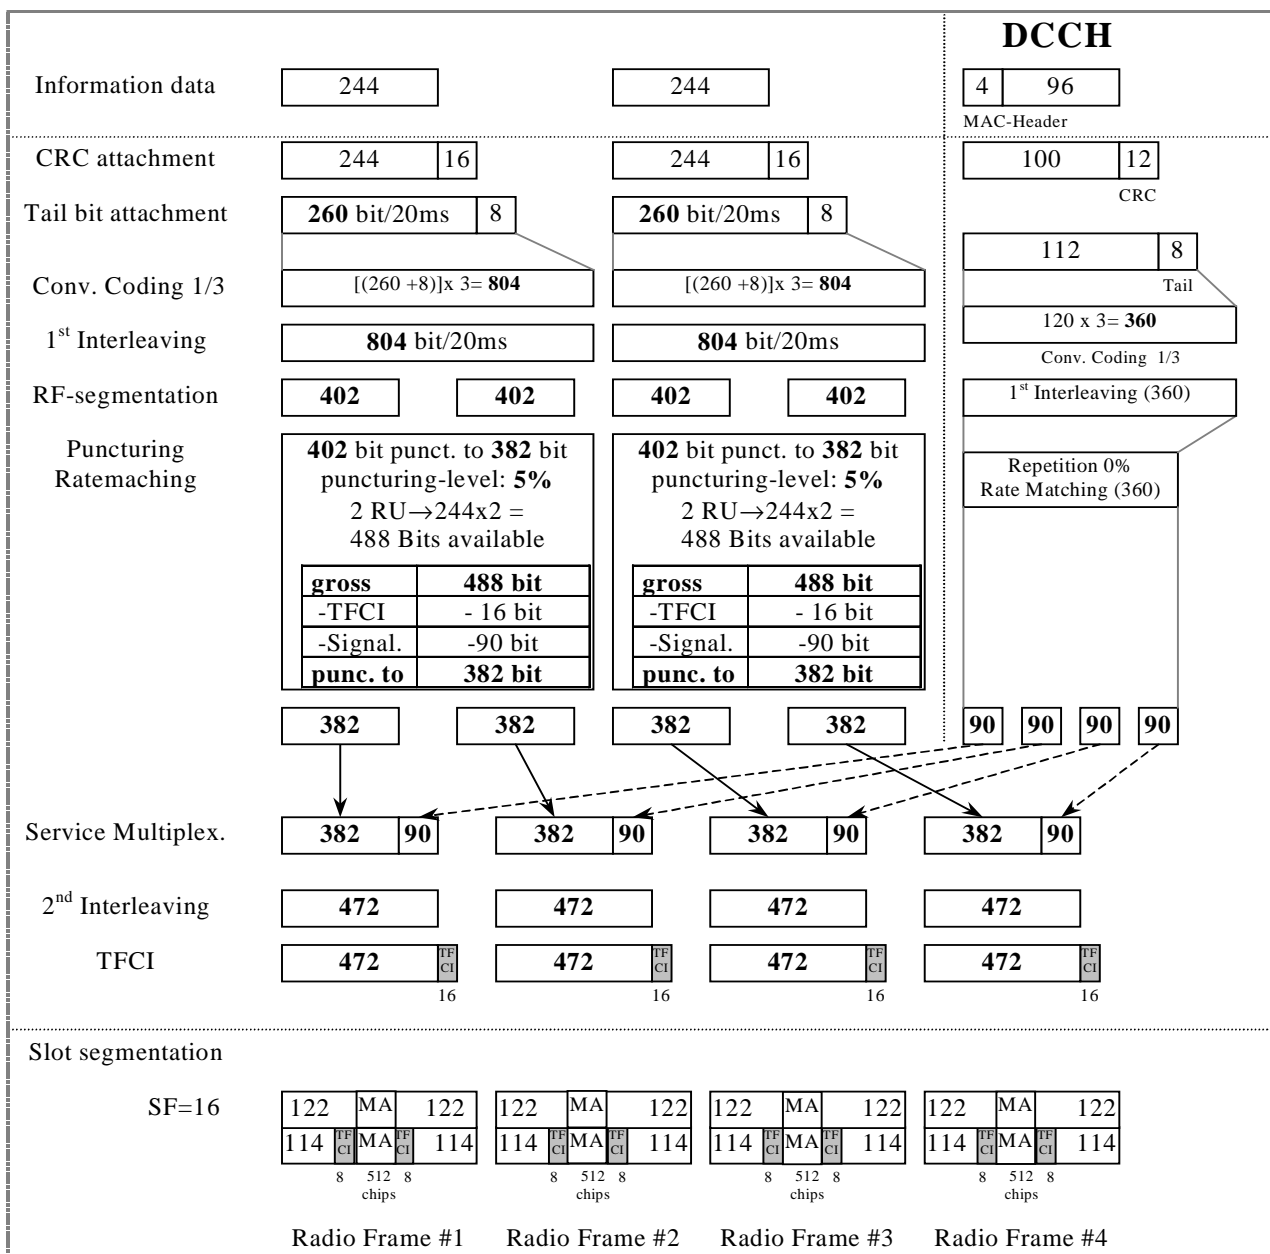 DCCH
Information data
244
244
4
96
MAC-Header
CRC attachment
244
16
244
16
100
12
CRC
Tail bit attachment
260 bit/20ms
8
260 bit/20ms
8
112
8
Tail
Conv. Coding 1/3
[(260 +8)]x 3= 804
[(260 +8)]x 3= 804
120 x 3= 360
Conv. Coding 1/3
1st Interleaving
804 bit/20ms
804 bit/20ms
RF-segmentation
402
402
402
402
1st Interleaving (360)
Puncturing
Ratemaching
402 bit punct. to 382 bit
puncturing-level: 5%
2 RU→244x2 =
488 Bits available
gross 488 bit
-TFCI - 16 bit
-Signal. -90 bit
punc. to 382 bit
402 bit punct. to 382 bit
puncturing-level: 5%
2 RU→244x2 =
488 Bits available
gross 488 bit
-TFCI - 16 bit
-Signal. -90 bit
punc. to 382 bit
Repetition 0%
Rate Matching (360)
382
382
382
382
90
90
90
90
Service Multiplex.
382
90
382
90
382
90
382
90
2nd Interleaving
472
472
472
472
TFCI
472
TF
CI
16
472
TF
CI
16
472
TF
CI
16
472
TF
CI
16
Slot segmentation
SF=16
122 MA 122
114 TF
CI MA TF
CI 114
8 512 8
chips
Radio Frame #1
122 MA 122
114 TF
CI MA TF
CI 114
8 512 8
chips
Radio Frame #2
122 MA 122
114 TF
CI MA TF
CI 114
8 512 8
chips
Radio Frame #3
122 MA 122
114 TF
CI MA TF
CI 114
8 512 8
chips
Radio Frame #4